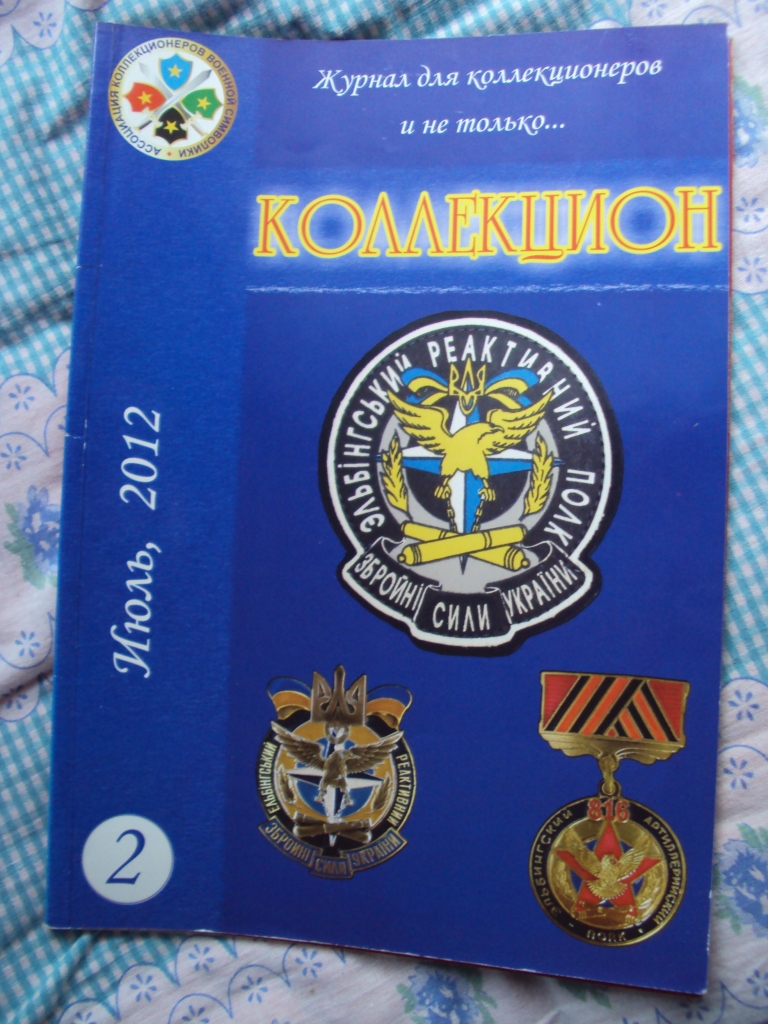 АССОЦИАЦИЯ КОЛЛЕКЦИОНЕРОВ ВОЕННОЙ СИМВОЛИКИ
Журнал для коллекционеров
и не только...
КОЛЛЕКЦИОН
Июль, 2012
ЭЛЬБІНГСЬКИЙ РЕАКТИВНИЙ ПОЛК
ЗБРОЙНІ СИЛИ УКРАЇНИ
ЕЛЬБІНГСЬКИЙ РЕАКТИВНИЙ
ЗБРОЙНІ СИЛИ УКРАЇНИ
816
ЭЛЬБИНГСКИЙ АРТИЛЛЕРИЙСКИЙ
- ПОЛК -
2